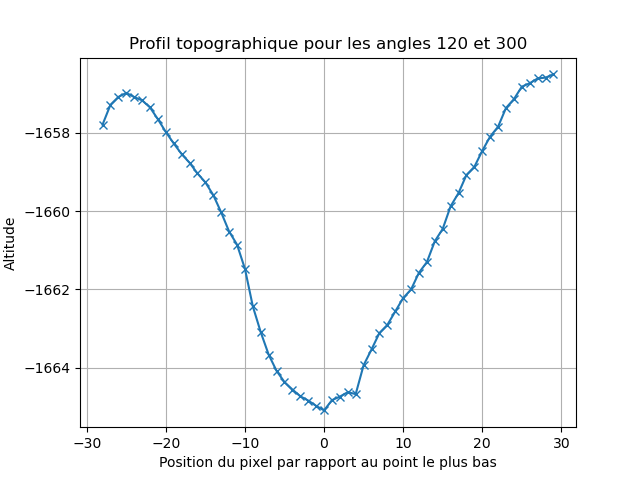 Profil topographique pour les angles 120 et 300
Altitude
−1658
−1660
−1662
−1664
−30 −20 −10 0 10 20 30
Position du pixel par rapport au point le plus bas